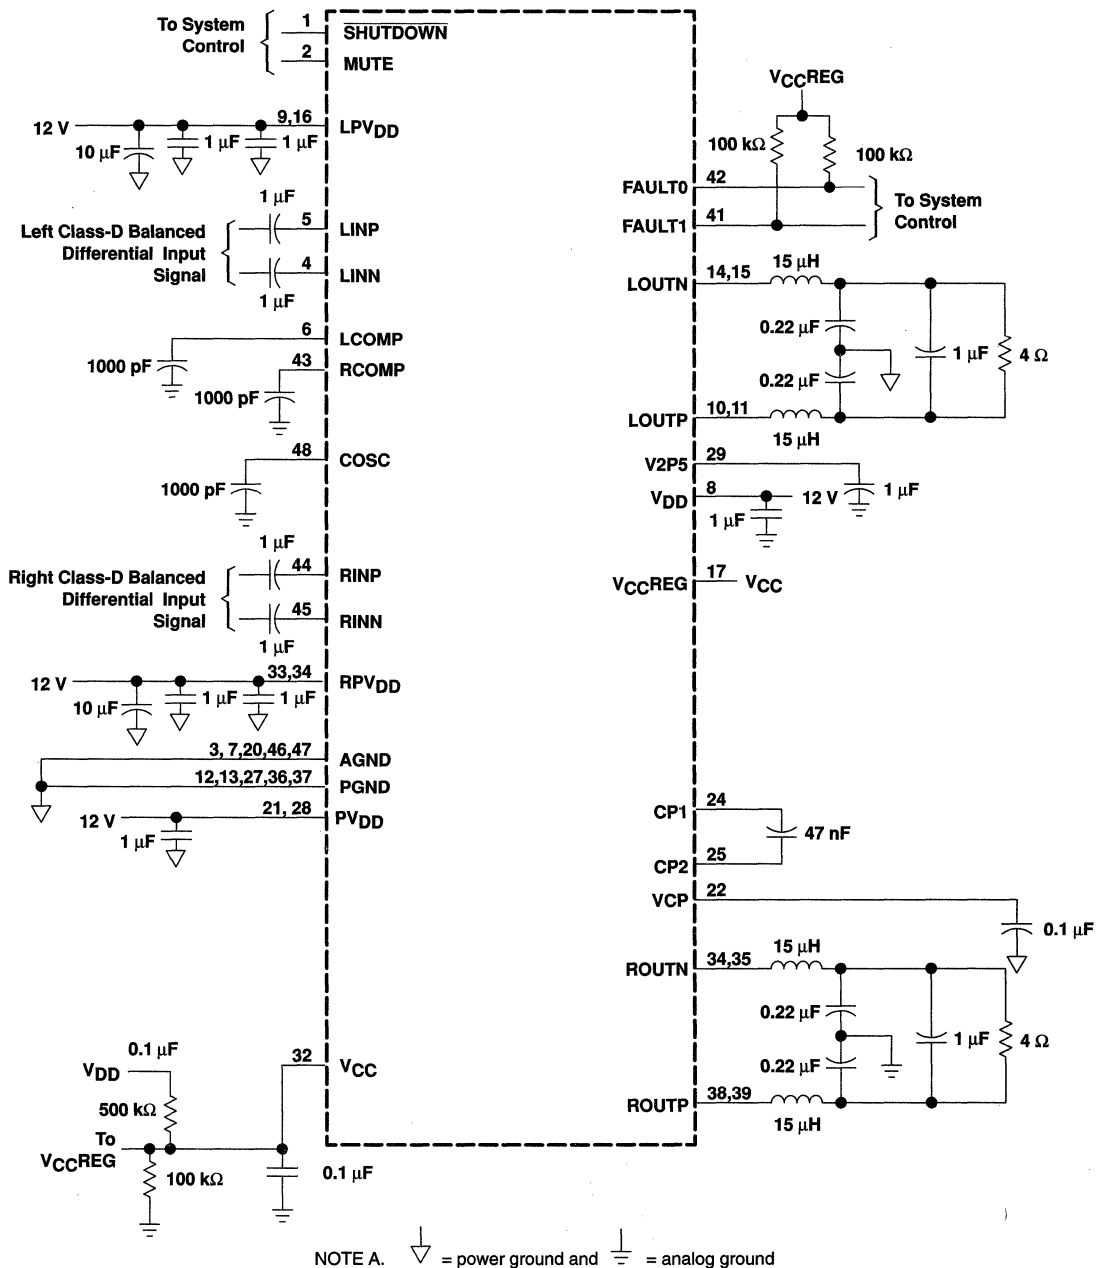 To System
Control
1
SHUTDOWN
2
MUTE
12 V
9,16
LPVDD
10 μF
1 μF
1 μF
1 μF
Left Class-D Balanced
Differential Input
Signal
5
LINP
4
LINN
1 μF
6
LCOMP
1000 pF
43
RCOMP
1000 pF
48
COSC
1000 pF
1 μF
Right Class-D Balanced
Differential Input
Signal
44
RINP
45
RINN
1 μF
12 V
33,34
RPVDD
10 μF
1 μF
1 μF
3, 7,20,46,47
AGND
12,13,27,36,37
PGND
12 V
21, 28
PVDD
1 μF
0.1 μF
VDD
500 kΩ
To
VCCREG
100 kΩ
32
VCC
0.1 μF
VCCREG
100 kΩ
100 kΩ
FAULT0
42
FAULT1
41
To System
Control
LOUTN
14,15
15 μH
0.22 μF
0.22 μF
1 μF
4 Ω
LOUTP
10,11
15 μH
V2P5
29
1 μF
VDD
8
12 V
1 μF
VCCREG
17
VCC
CP1
24
47 nF
CP2
25
VCP
22
0.1 μF
ROUTN
34,35
15 μH
0.22 μF
0.22 μF
1 μF
4 Ω
ROUTP
38,39
15 μH
NOTE A.
= power ground and
= analog ground